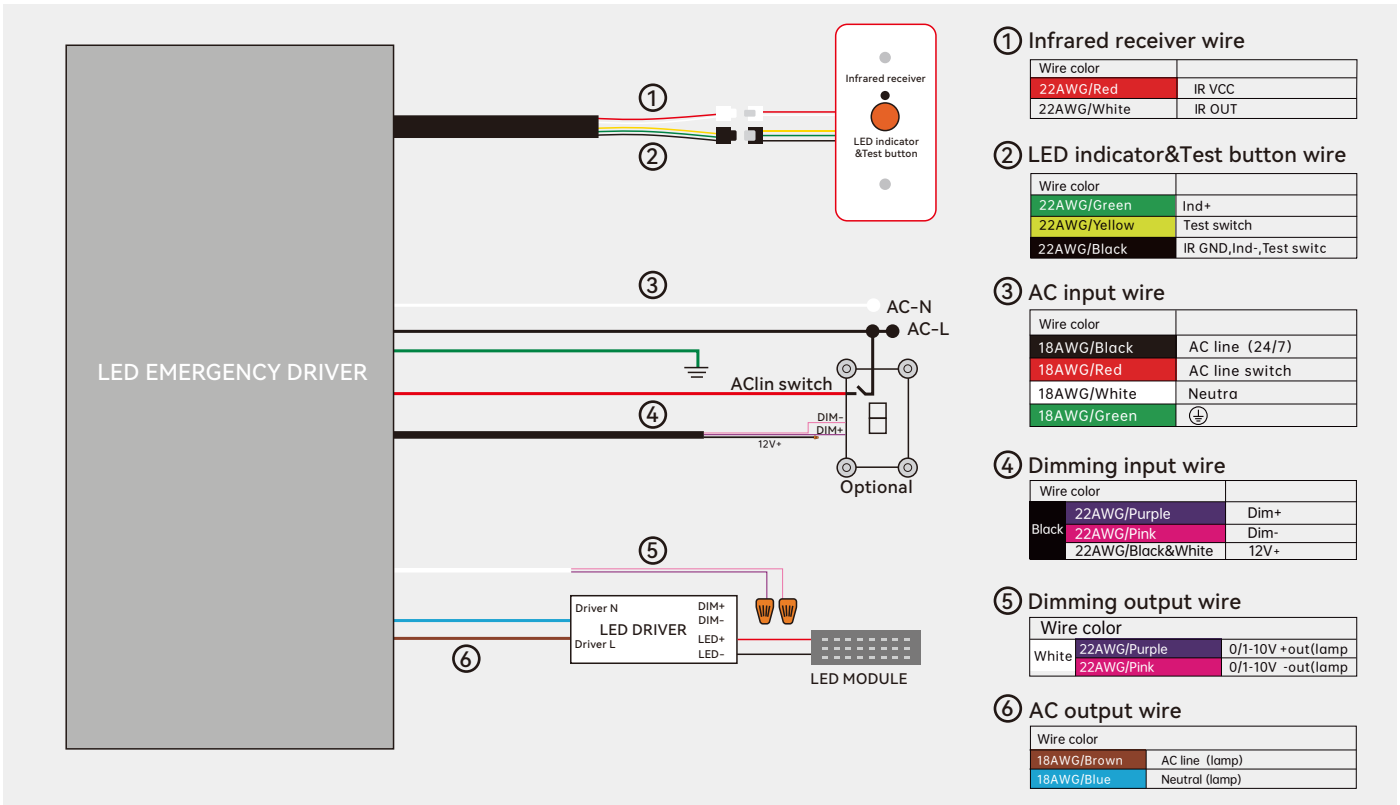 LED EMERGENCY DRIVER
①
②
Infrared receiver
LED indicator
&Test button
③
AC-N
AC-L
AClin switch
④
DIM-
DIM+
12V+
Optional
⑤
Driver N
DIM+
DIM-
LED DRIVER
Driver L
LED+
LED-
⑥
LED MODULE
① Infrared receiver wire
Wire color
22AWG/Red IR VCC
22AWG/White IR OUT
② LED indicator&Test button wire
Wire color
22AWG/Green Ind+
22AWG/Yellow Test switch
22AWG/Black IR GND,Ind-,Test switc
③ AC input wire
Wire color
18AWG/Black AC line (24/7)
18AWG/Red AC line switch
18AWG/White Neutra
18AWG/Green
④ Dimming input wire
Wire color
Black
22AWG/Purple Dim+
22AWG/Pink Dim-
22AWG/Black&White 12V+
⑤ Dimming output wire
Wire color
White
22AWG/Purple 0/1-10V +out(lamp
22AWG/Pink 0/1-10V -out(lamp
⑥ AC output wire
Wire color
18AWG/Brown AC line (lamp)
18AWG/Blue Neutral (lamp)